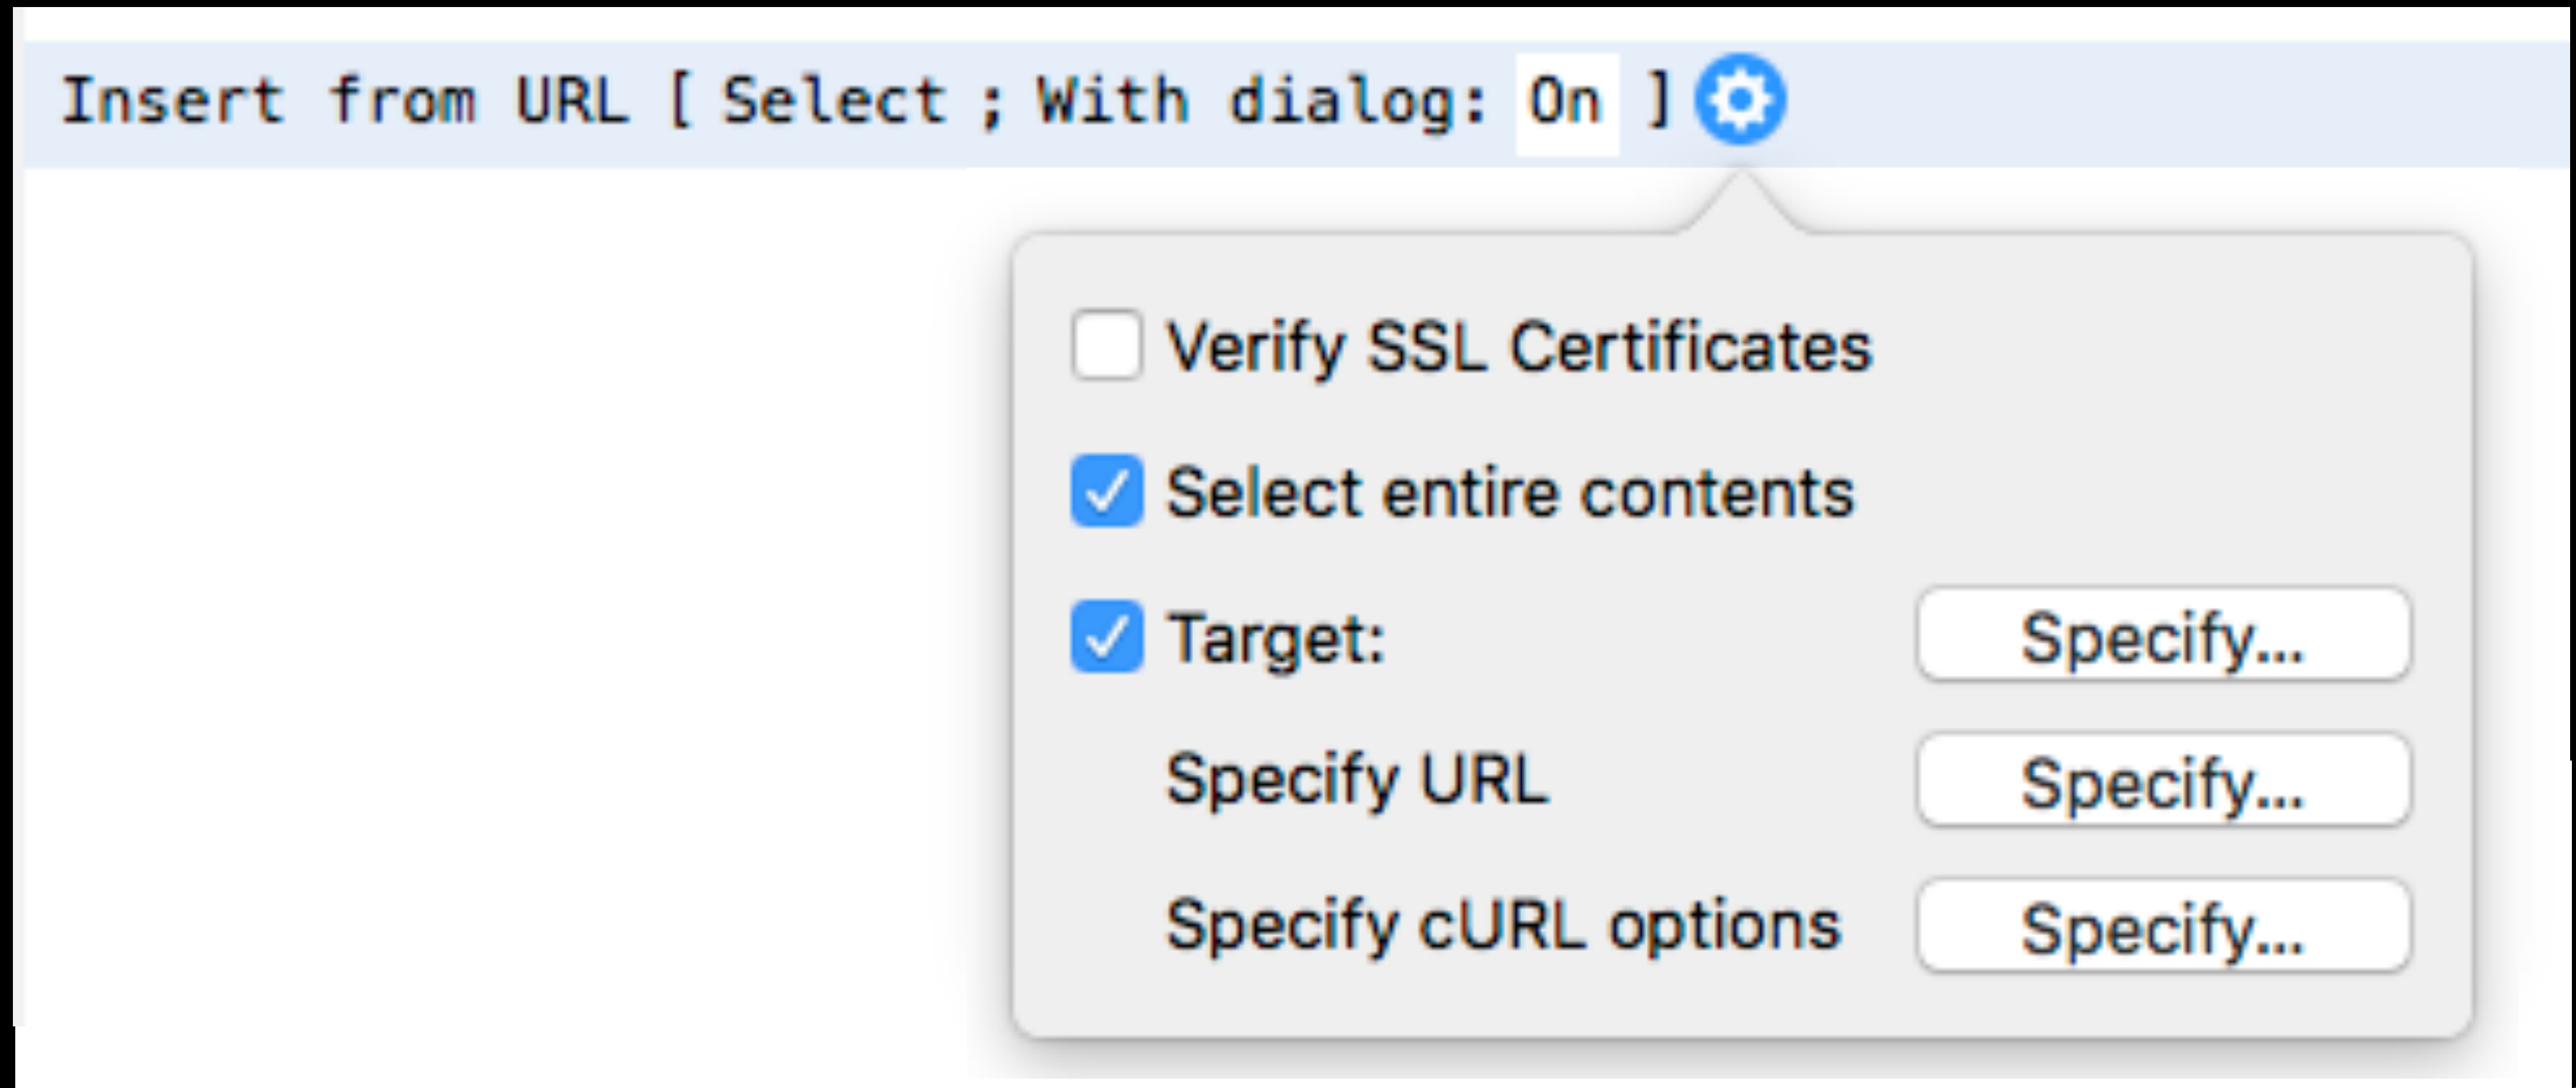 Insert from URL [ Select ; With dialog: On ]
Verify SSL Certificates
Select entire contents
Target: Specify...
Specify URL Specify...
Specify cURL options Specify...